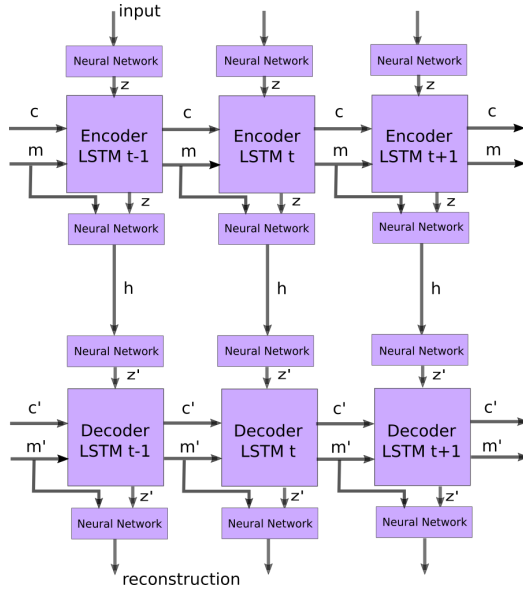 input
Neural Network Neural Network Neural Network
z z z
c c c c
Encoder LSTM t-1
Encoder LSTM t
Encoder LSTM t+1
m m m m
z z z
Neural Network Neural Network Neural Network
h h h
Neural Network Neural Network Neural Network
z' z' z'
c' c' c' c'
Decoder LSTM t-1
Decoder LSTM t
Decoder LSTM t+1
m' m' m' m'
z' z' z'
Neural Network Neural Network Neural Network
reconstruction